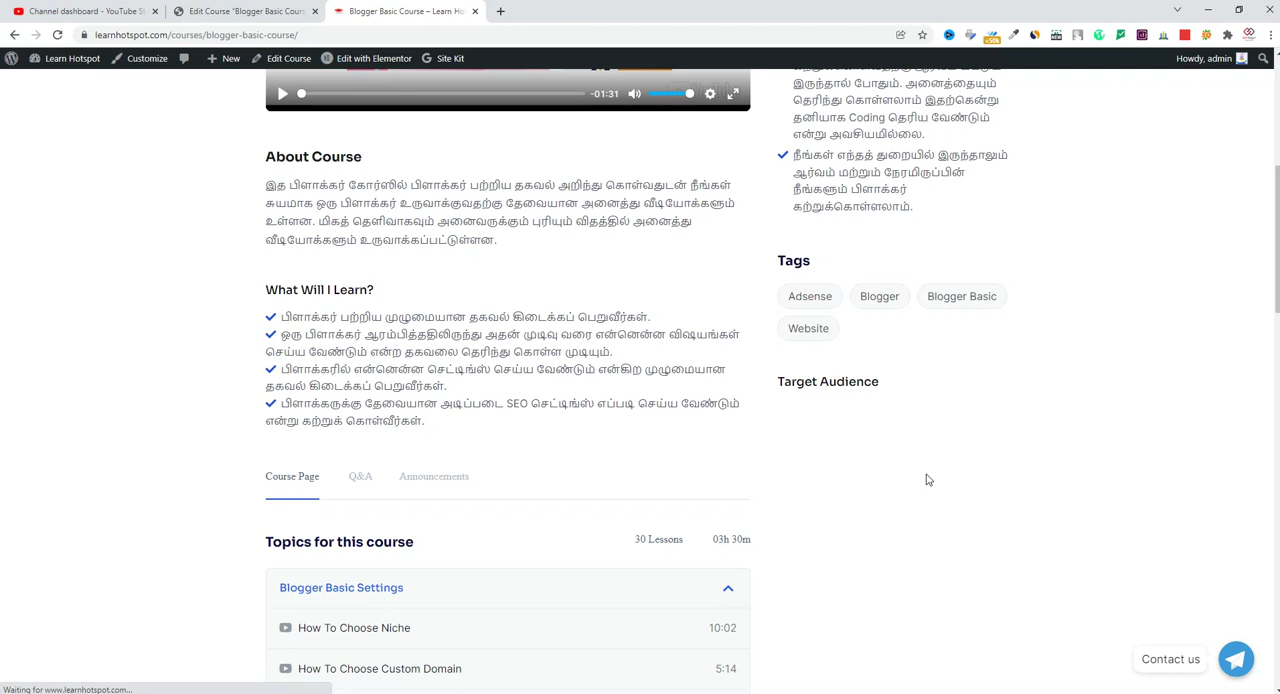 Channel dashboard - YouTube St
Edit Course "Blogger Basic Cours
Blogger Basic Course – Learn Ho
learnhotspot.com/courses/blogger-basic-course/
Learn Hotspot
Customize
New
Edit Course
Edit with Elementor
Site Kit
Howdy, admin
-01:31
About Course
இத பிளாக்கர் கோர்ஸில் பிளாக்கர் பற்றிய தகவல் அறிந்து கொள்வதுடன் நீங்கள்
சுயமாக ஒரு பிளாக்கர் உருவாக்குவதற்கு தேவையான அனைத்து வீடியோக்களும்
உள்ளன. மிகத் தெளிவாகவும் அனைவருக்கும் புரியும் விதத்தில் அனைத்து
வீடியோக்களும் உருவாக்கப்பட்டுள்ளன.
What Will I Learn?
பிளாக்கர் பற்றிய முழுமையான தகவல் கிடைக்கப் பெறுவீர்கள்.
ஒரு பிளாக்கர் ஆரம்பித்ததிலிருந்து அதன் முடிவு வரை என்னென்ன விஷயங்கள்
செய்ய வேண்டும் என்ற தகவலை தெரிந்து கொள்ள முடியும்.
பிளாக்கரில் என்னென்ன செட்டிங்ஸ் செய்ய வேண்டும் என்கிற முழுமையான
தகவல் கிடைக்கப் பெறுவீர்கள்.
பிளாக்கருக்கு தேவையான அடிப்படை SEO செட்டிங்ஸ் எப்படி செய்ய வேண்டும்
என்று கற்றுக் கொள்வீர்கள்.
Course Page
Q&A
Announcements
Topics for this course
30 Lessons
03h 30m
Blogger Basic Settings
How To Choose Niche
10:02
How To Choose Custom Domain
5:14
இருந்தால் போதும். அனைத்தையும்
தெரிந்து கொள்ளலாம் இதற்கென்று
தனியாக Coding தெரிய வேண்டும்
என்று அவசியமில்லை.
நீங்கள் எந்தத் துறையில் இருந்தாலும்
ஆர்வம் மற்றும் நேரமிருப்பின்
நீங்களும் பிளாக்கர்
கற்றுக்கொள்ளலாம்.
Tags
Adsense
Blogger
Blogger Basic
Website
Target Audience
Contact us
Waiting for www.learnhotspot.com...